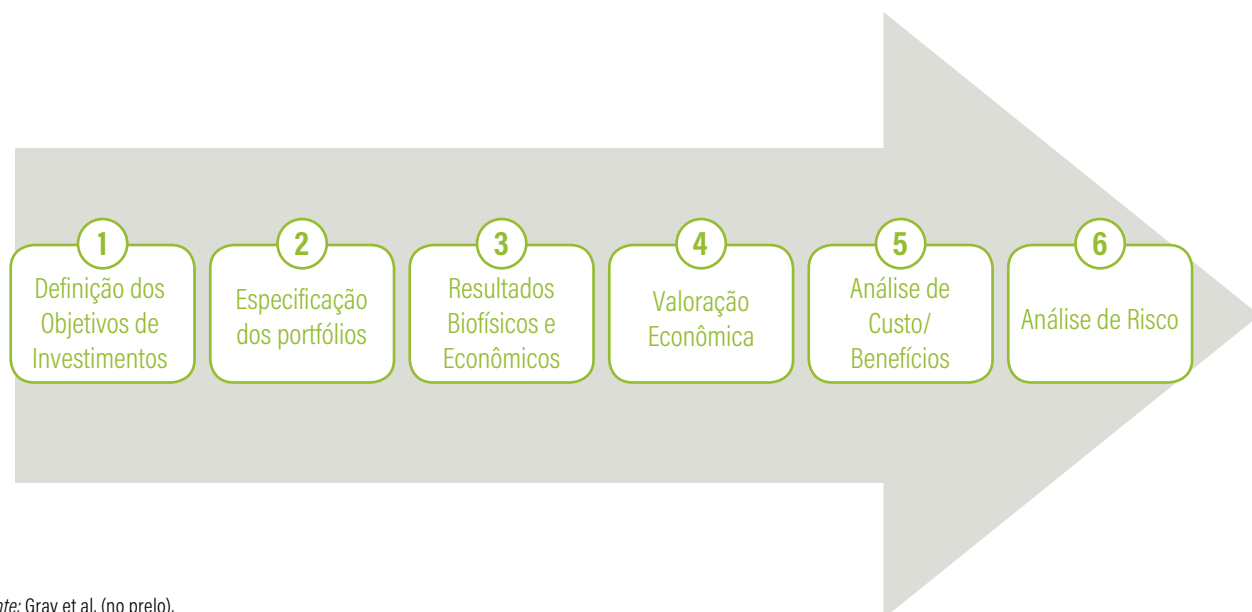 1
Definição dos
Objetivos de
Investimentos
2
Especificação
dos portfólios
3
Resultados
Biofísicos e
Econômicos
4
Valoração
Econômica
5
Análise de
Custo/
Benefícios
6
Análise de Risco
nte: Gray et al. (no prelo).